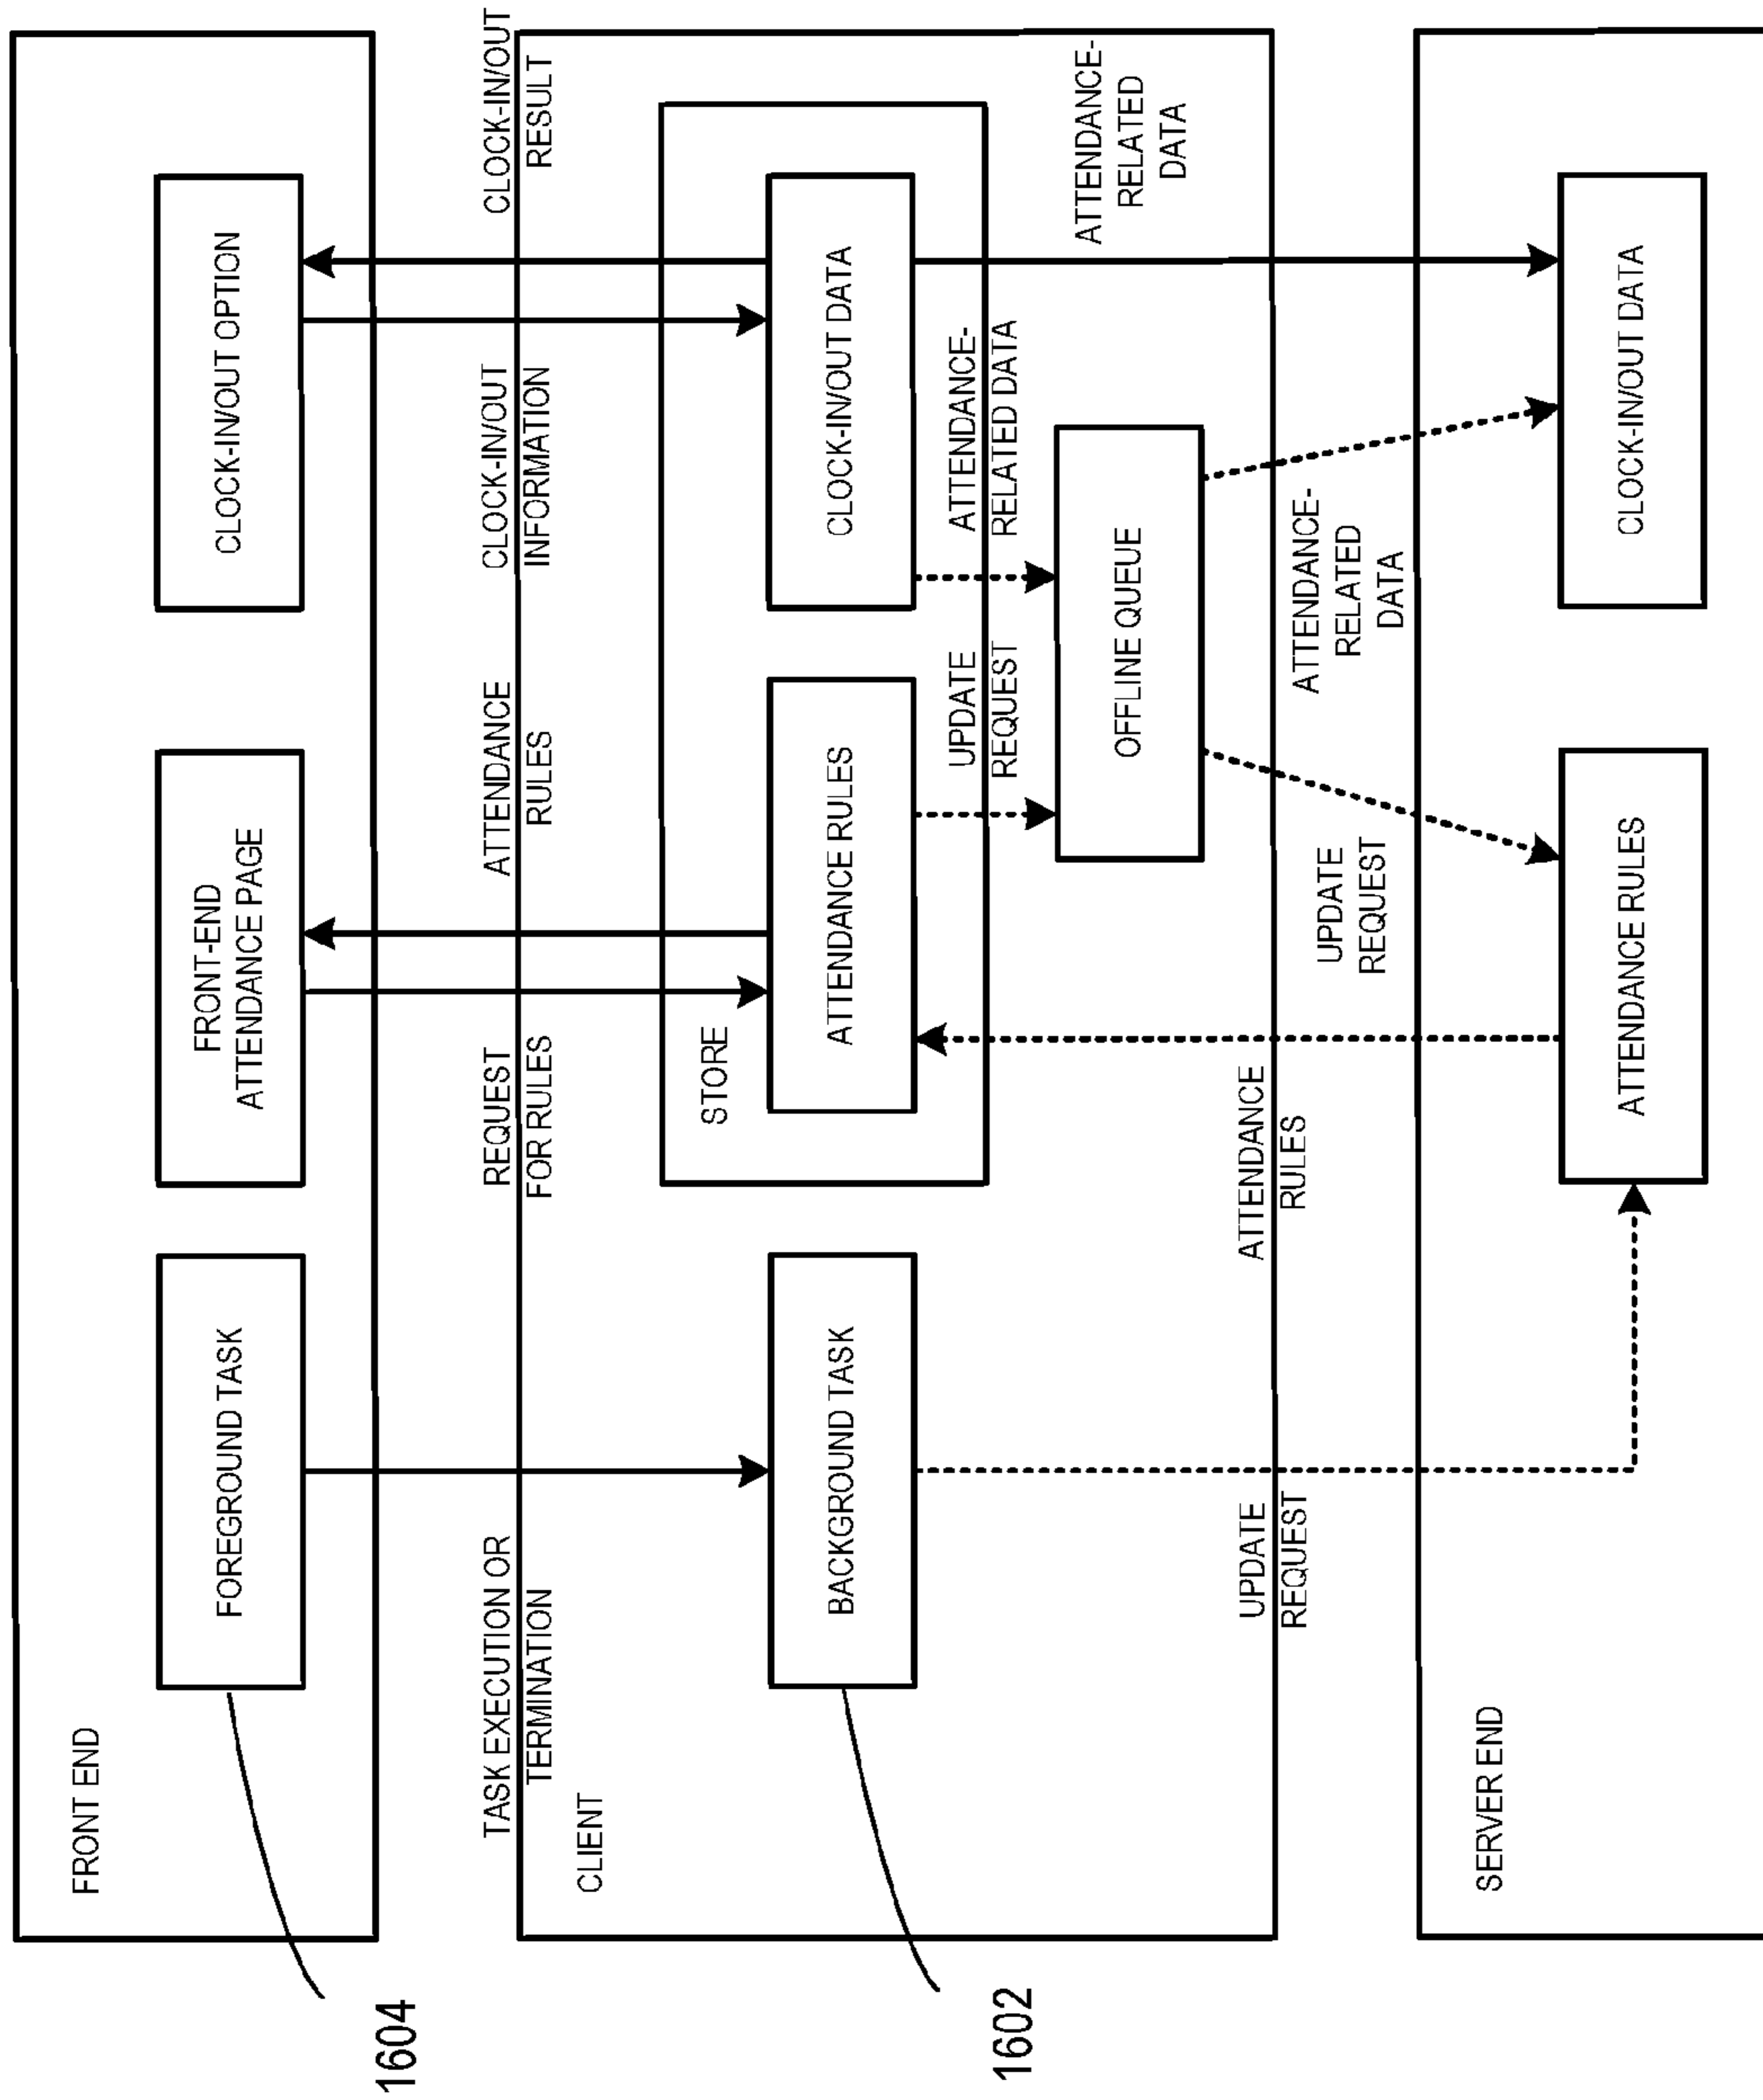 FRONT END
FOREGROUND TASK
FRONT-END
ATTENDANCE PAGE
CLOCK-IN/OUT OPTION
1604
TASK EXECUTION OR
TERMINATION
REQUEST
FOR RULES
ATTENDANCE
RULES
CLOCK-IN/OUT
INFORMATION
CLOCK-IN/OUT
RESULT
CLIENT
STORE
BACKGROUND TASK
ATTENDANCE RULES
CLOCK-IN/OUT DATA
1602
UPDATE
REQUEST
ATTENDANCE-
RELATED DATA
ATTENDANCE-
RELATED
DATA
OFFLINE QUEUE
UPDATE
REQUEST
ATTENDANCE
RULES
UPDATE
REQUEST
ATTENDANCE-
RELATED
DATA
SERVER END
ATTENDANCE RULES
CLOCK-IN/OUT DATA